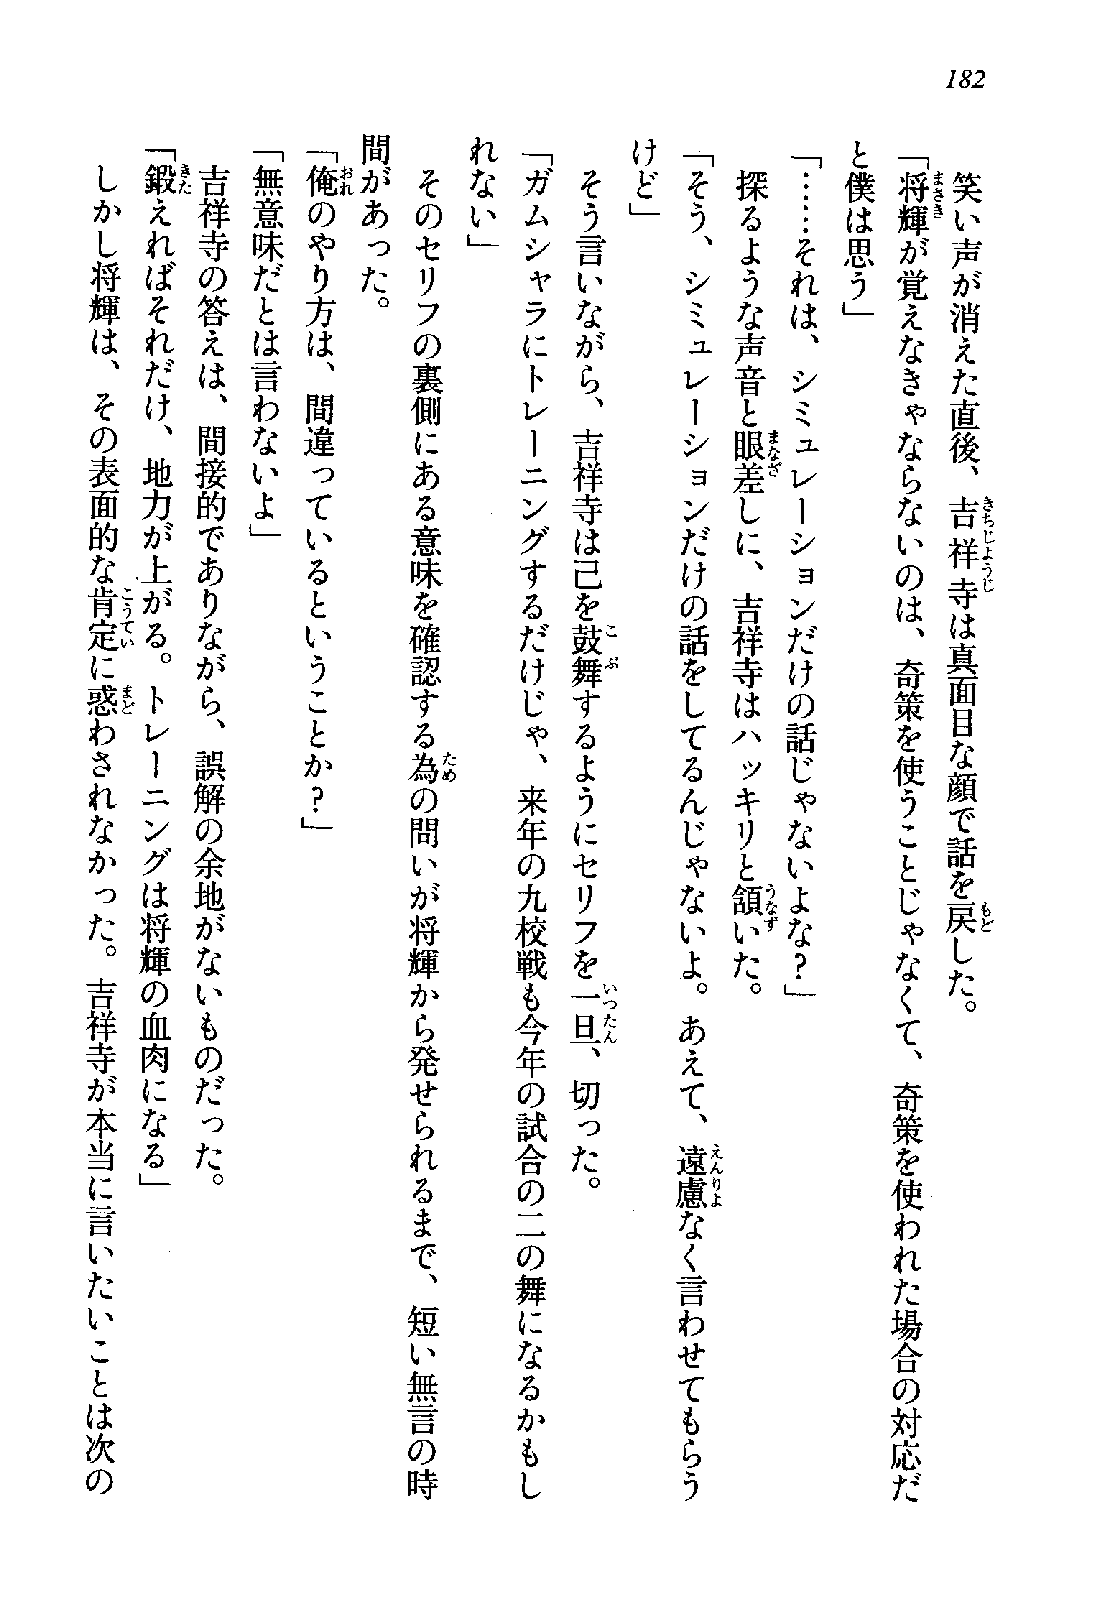 182
笑い声が消えた直後、吉祥寺は真面目な顔で話を戻した。
「将輝が覚えなきゃならないのは、奇策を使うことじゃなくて、奇策を使われた場合の対応だ
と僕は思う」
「……それは、シミュレーションだけの話じゃないよな？」
探るような声音と眼差しに、吉祥寺はハッキリと頷いた。
「そう、シミュレーションだけの話をしてるんじゃないよ。あえて、遠慮なく言わせてもらう
けど」
そう言いながら、吉祥寺は己を鼓舞するようにセリフを一旦、切った。
「ガムシャラにトレーニングするだけじゃ、来年の九校戦も今年の試合の二の舞になるかもし
れない」
そのセリフの裏側にある意味を確認する為の問いが将輝から発せられるまで、短い無言の時
間があった。
「俺のやり方は、間違っているということか？」
「無意味だとは言わないよ」
吉祥寺の答えは、間接的でありながら、誤解の余地がないものだった。
「鍛えればそれだけ、地力が上がる。トレーニングは将輝の血肉になる」
しかし将輝は、その表面的な肯定に惑わされなかった。吉祥寺が本当に言いたいことは次の